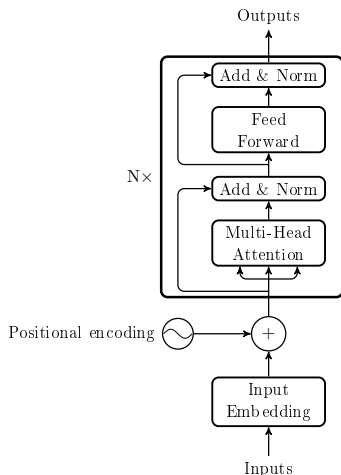 Outputs
Add & Norm
Feed
Forward
N×
Add & Norm
Multi-Head
Attention
Positional encoding
+
Input
Embedding
Inputs